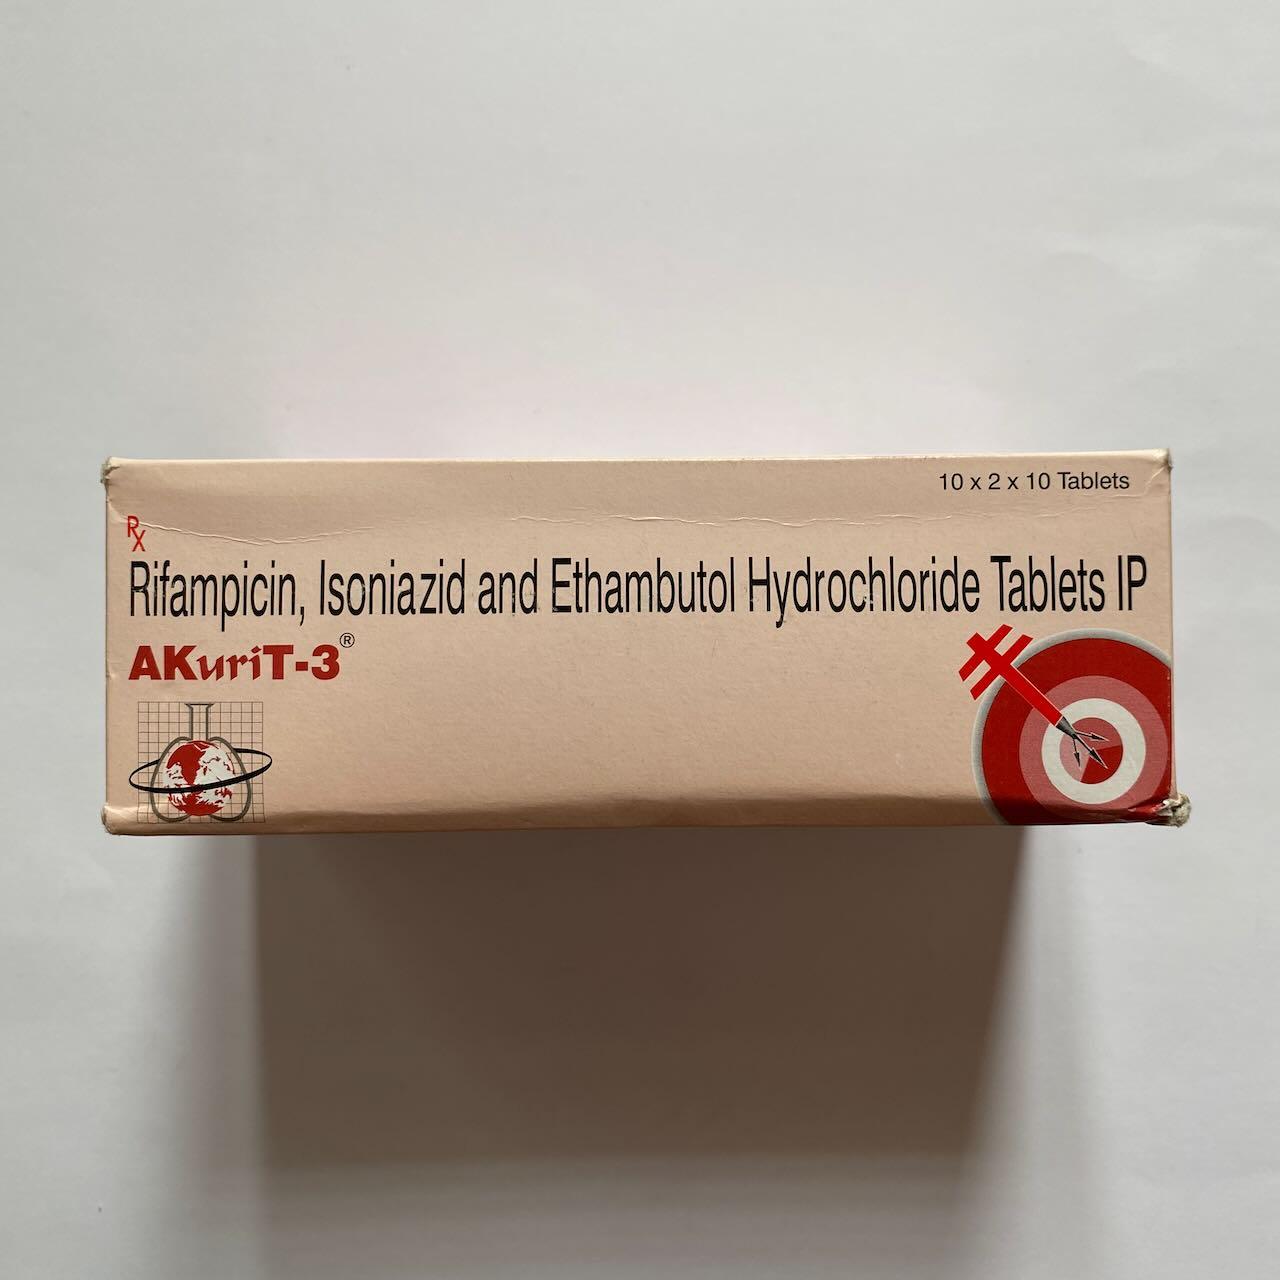 10 x 2 x 10 Tablets
Rx
Rifampicin, Isoniazid and Ethambutol Hydrochloride Tablets IP
AKuriT-3®